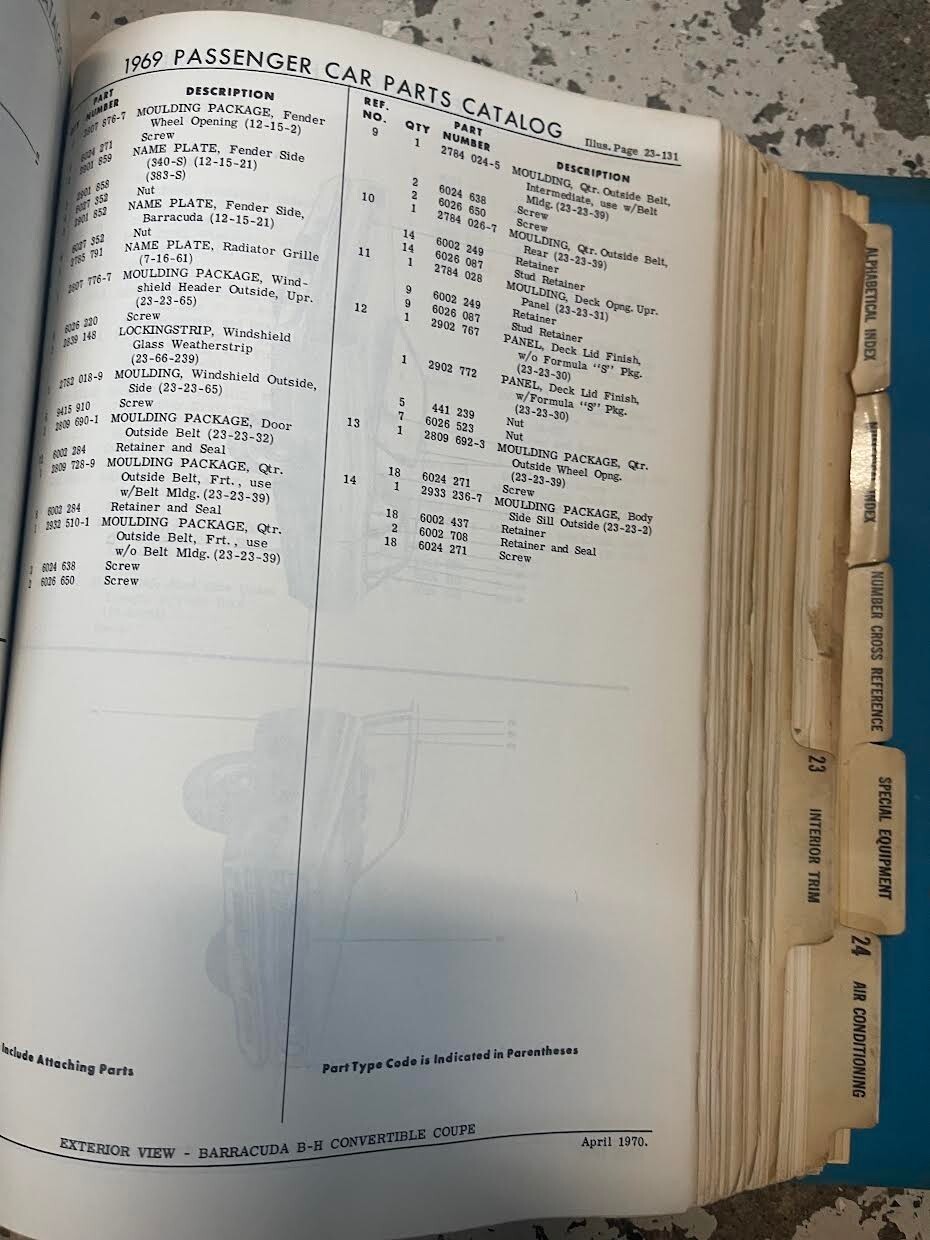 1969 PASSENGER CAR PARTS CATALOG
Illus. Page 23-131
PART
NUMBER
DESCRIPTION
876-7 MOULDING PACKAGE, Fender
Wheel Opening (12-15-2)
6024 271 Screw
2901 859 NAME PLATE, Fender Side
(340-S) (12-15-21)
2901 858 (383-S)
6027 352 Nut
2901 852 NAME PLATE, Fender Side,
Barracuda (12-15-21)
6027 352 Nut
2785 791 NAME PLATE, Radiator Grille
(7-16-61)
2807 776-7 MOULDING PACKAGE, Wind-
shield Header Outside, Upr.
(23-23-65)
6026 220 Screw
2839 148 LOCKINGSTRIP, Windshield
Glass Weatherstrip
(23-66-239)
2782 018-9 MOULDING, Windshield Outside,
Side (23-23-65)
9415 910 Screw
2809 690-1 MOULDING PACKAGE, Door
Outside Belt (23-23-32)
6002 284 Retainer and Seal
2809 728-9 MOULDING PACKAGE, Qtr.
Outside Belt, Frt., use
w/Belt Mldg. (23-23-39)
6002 284 Retainer and Seal
1 2932 510-1 MOULDING PACKAGE, Qtr.
Outside Belt, Frt., use
w/o Belt Mldg. (23-23-39)
2 6024 638 Screw
2 6026 650 Screw
Include Attaching Parts
REF.
NO.
QTY
PART
NUMBER
DESCRIPTION
9 1 2784 024-5 MOULDING, Qtr. Outside Belt,
Intermediate, use w/Belt
Mldg. (23-23-39)
2 6024 638 Screw
2 6026 650 Screw
10 1 2784 026-7 MOULDING, Qtr. Outside Belt,
Rear (23-23-39)
14 6002 249 Retainer
14 6026 087 Stud Retainer
11 1 2784 028 MOULDING, Deck Opng. Upr.
Panel (23-23-31)
9 6002 249 Retainer
9 6026 087 Stud Retainer
12 1 2902 767 PANEL, Deck Lid Finish,
w/o Formula "S" Pkg.
(23-23-30)
1 2902 772 PANEL, Deck Lid Finish,
w/Formula "S" Pkg.
(23-23-30)
5 441 239 Nut
7 6026 523 Nut
13 1 2809 692-3 MOULDING PACKAGE, Qtr.
Outside Wheel Opng.
(23-23-39)
18 6024 271 Screw
14 1 2933 236-7 MOULDING PACKAGE, Body
Side Sill Outside (23-23-2)
18 6002 437 Retainer
2 6002 708 Retainer and Seal
18 6024 271 Screw
Part Type Code is Indicated in Parentheses
EXTERIOR VIEW - BARRACUDA B-H CONVERTIBLE COUPE
April 1970.
ALPHABETICAL INDEX
INDEX
NUMBER CROSS REFERENCE
SPECIAL EQUIPMENT
23 INTERIOR TRIM
24 AIR CONDITIONING